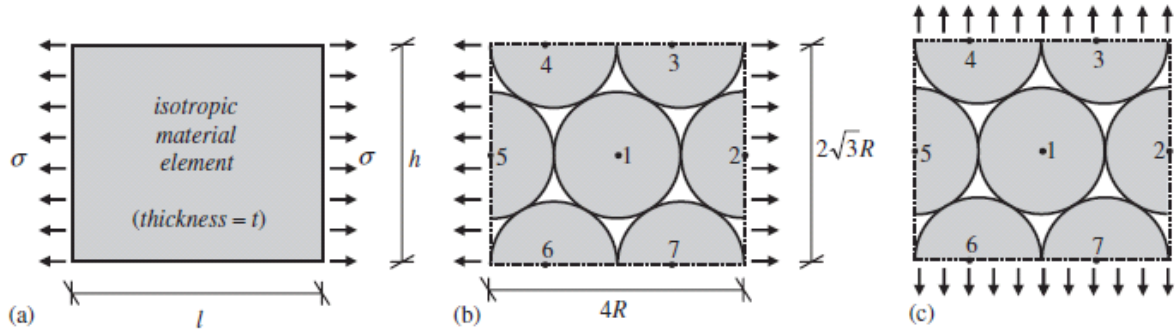 isotropic
material
element
(thickness = t)
σ
σ
h
l
(a)
4
3
5
1
2
6
7
2√3R
4R
(b)
4
3
5
1
2
6
7
(c)